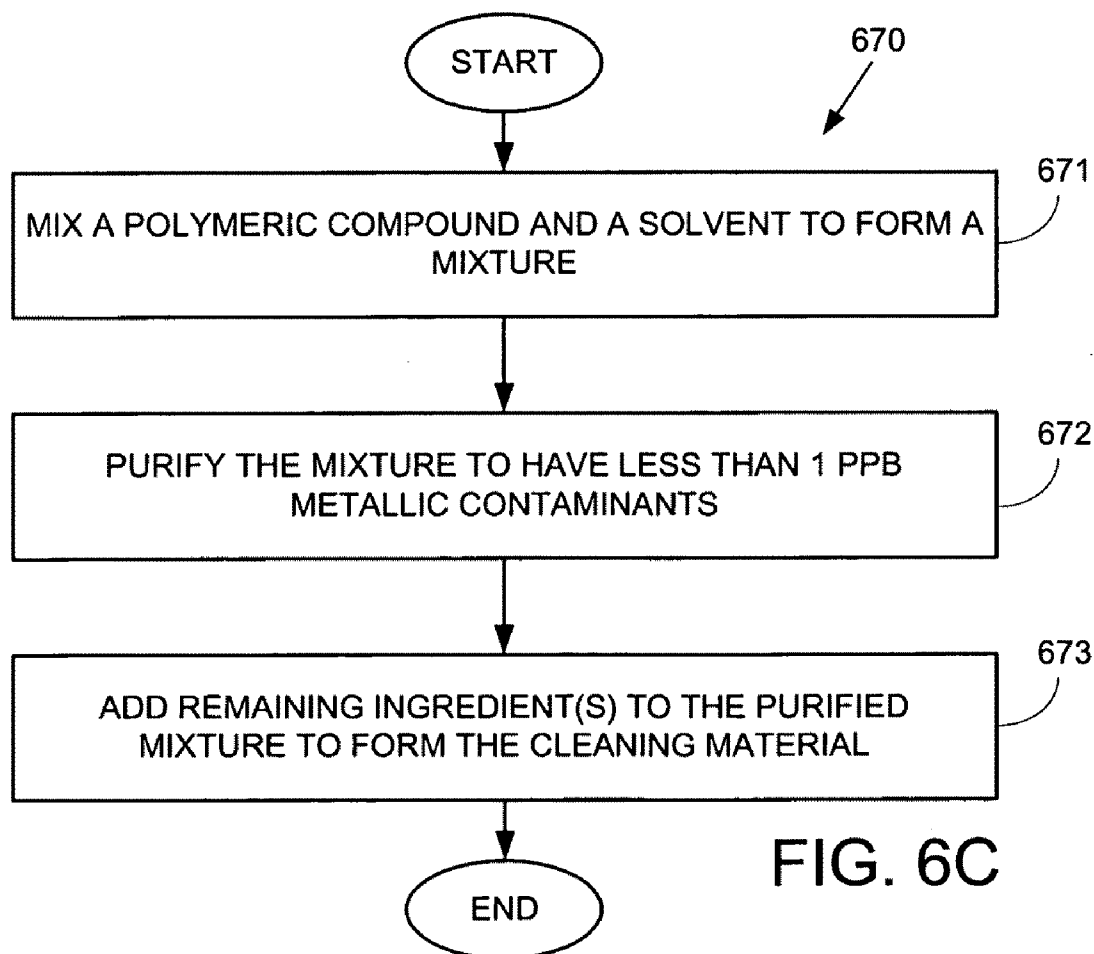 START
670
671
MIX A POLYMERIC COMPOUND AND A SOLVENT TO FORM A
MIXTURE
672
PURIFY THE MIXTURE TO HAVE LESS THAN 1 PPB
METALLIC CONTAMINANTS
673
ADD REMAINING INGREDIENT(S) TO THE PURIFIED
MIXTURE TO FORM THE CLEANING MATERIAL
FIG. 6C
END